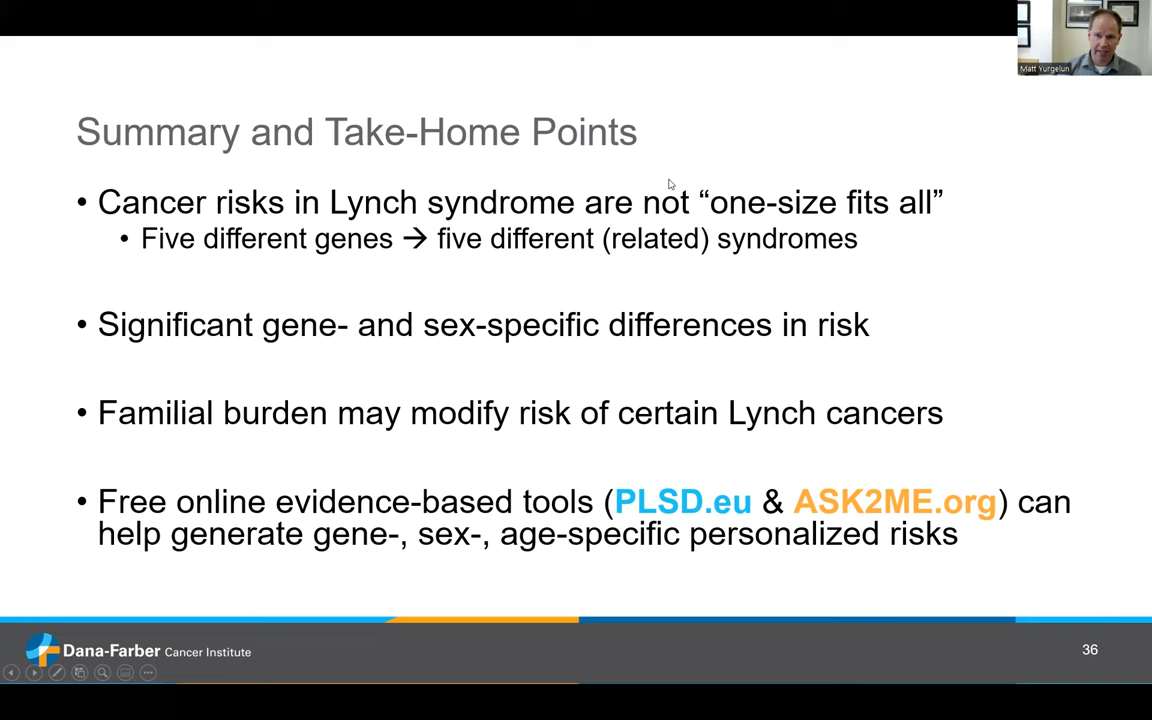 Matt Yurgelun
Summary and Take-Home Points
• Cancer risks in Lynch syndrome are not “one-size fits all”
• Five different genes → five different (related) syndromes
• Significant gene- and sex-specific differences in risk
• Familial burden may modify risk of certain Lynch cancers
• Free online evidence-based tools (PLSD.eu & ASK2ME.org) can
help generate gene-, sex-, age-specific personalized risks
Dana-Farber Cancer Institute
36